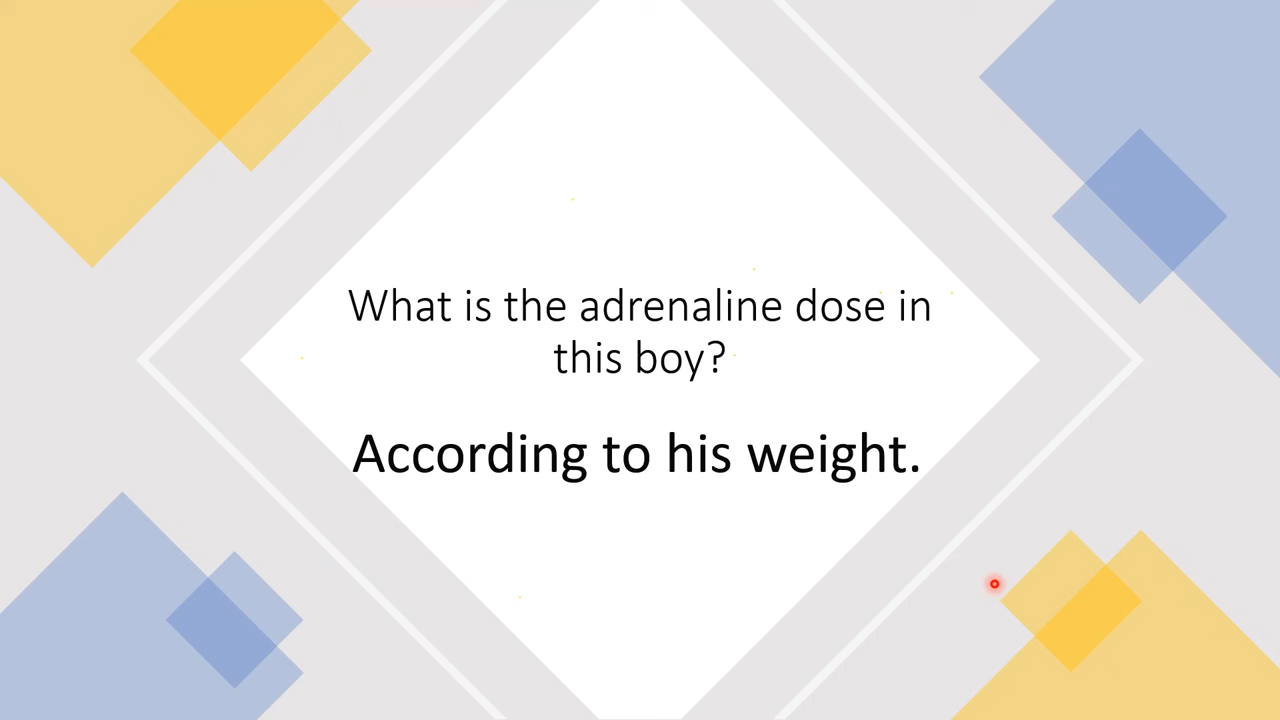 What is the adrenaline dose in
this boy?
According to his weight.